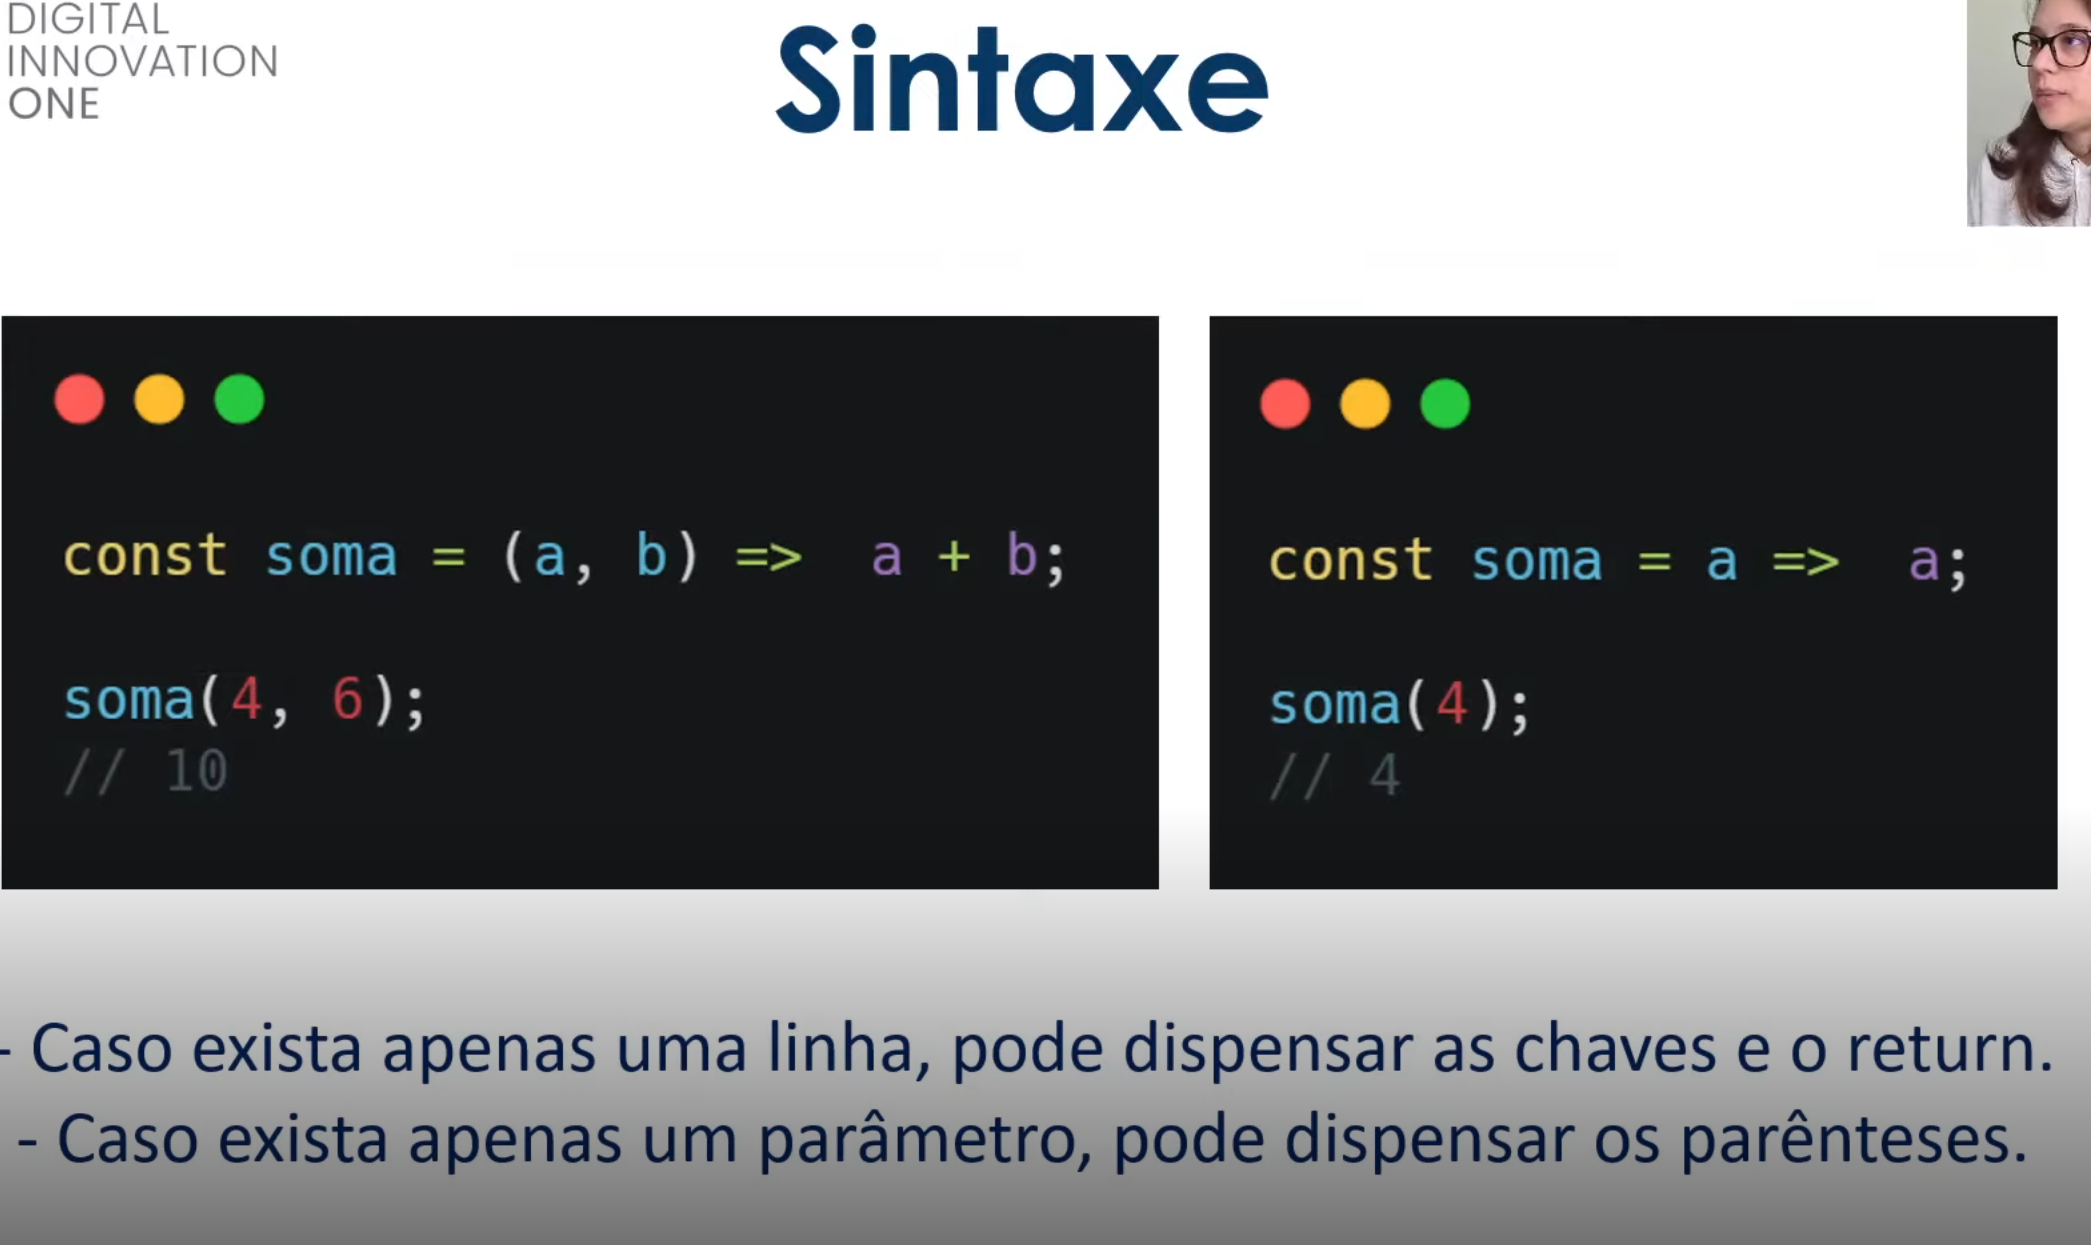 DIGITAL
INNOVATION
ONE
Sintaxe
const soma = (a, b) => a + b;
soma(4, 6);
// 10
const soma = a => a;
soma(4);
// 4
- Caso exista apenas uma linha, pode dispensar as chaves e o return.
- Caso exista apenas um parâmetro, pode dispensar os parênteses.